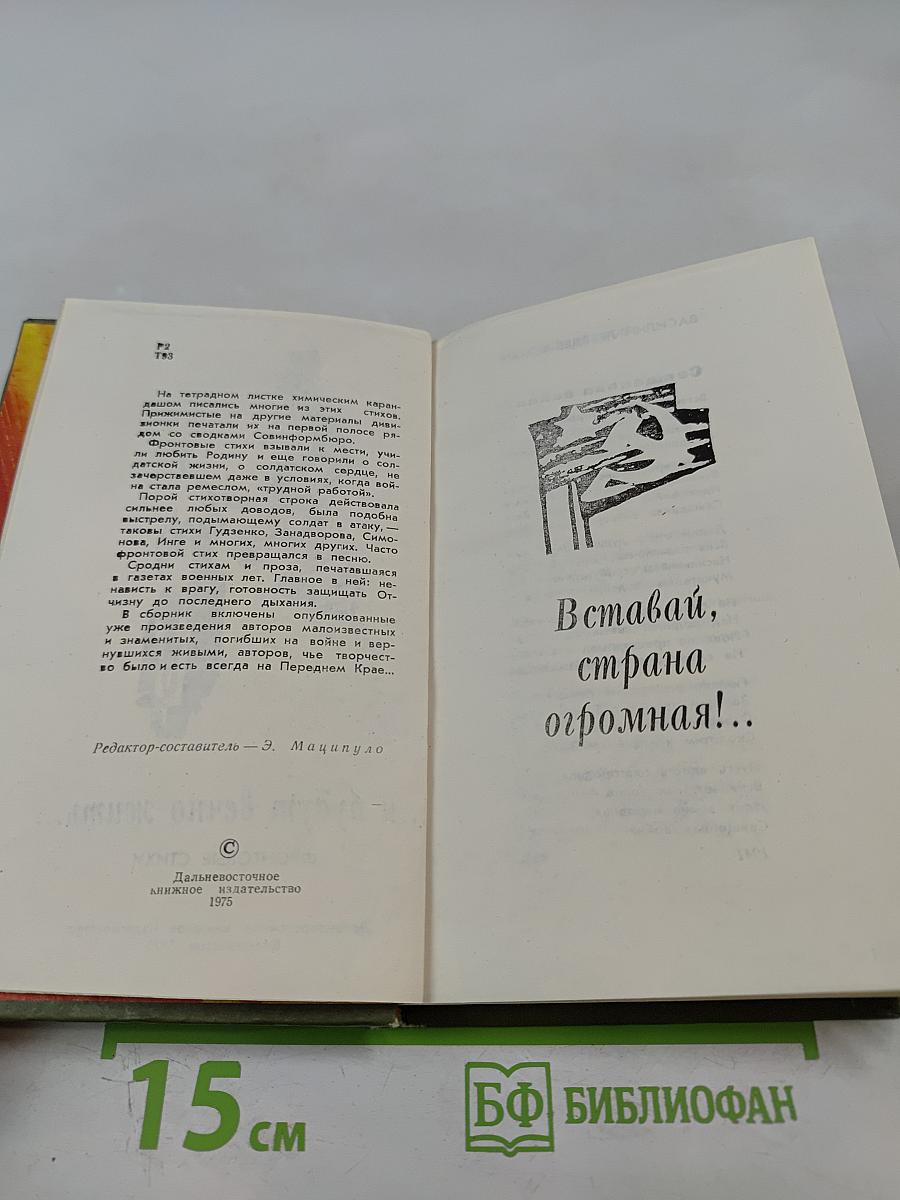 Р2
Т93
На тетрадном листке химическим каран-
дашом писались многие из этих стихов.
Прижимистые на другие материалы диви-
зионки печатали их на первой полосе ря-
дом со сводками Совинформбюро.
Фронтовые стихи взывали к мести, учи-
ли любить Родину и еще говорили о сол-
датской жизни, о солдатском сердце, не
зачерствевшем даже в условиях, когда вой-
на стала ремеслом, «трудной работой».
Порой стихотворная строка действовала
сильнее любых доводов, была подобна
выстрелу, подымающему солдат в атаку, —
таковы стихи Гудзенко, Занадворова, Симо-
нова, Инге и многих, многих других. Часто
фронтовой стих превращался в песню.
Сродни стихам и проза, печатавшаяся
в газетах военных лет. Главное в ней: не-
нависть к врагу, готовность защищать От-
чизну до последнего дыхания.
В сборник включены опубликованные
уже произведения авторов малоизвестных
и знаменитых, погибших на войне и вер-
нувшихся живыми, авторов, чье творчест-
во было и есть всегда на Переднем Крае...
Редактор-составитель — Э. Маципуло
©
Дальневосточное
книжное издательство
1975
Вставай,
страна
огромная!..
15 см
БФ БИБЛИОФАН